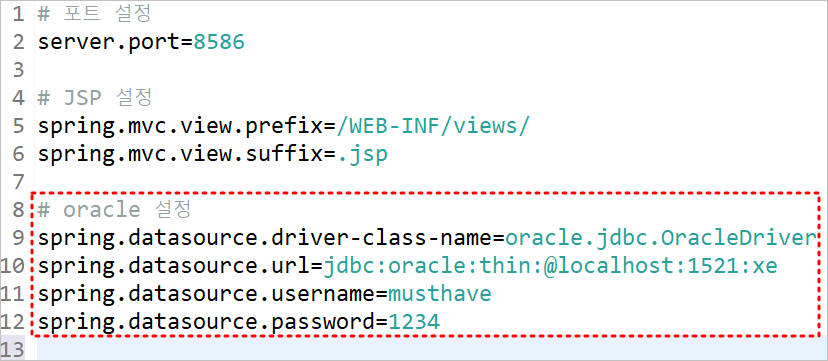 1 # 포트 설정
2 server.port=8586
3
4 # JSP 설정
5 spring.mvc.view.prefix=/WEB-INF/views/
6 spring.mvc.view.suffix=.jsp
7
8 # oracle 설정
9 spring.datasource.driver-class-name=oracle.jdbc.OracleDriver
10 spring.datasource.url=jdbc:oracle:thin:@localhost:1521:xe
11 spring.datasource.username=musthave
12 spring.datasource.password=1234
13